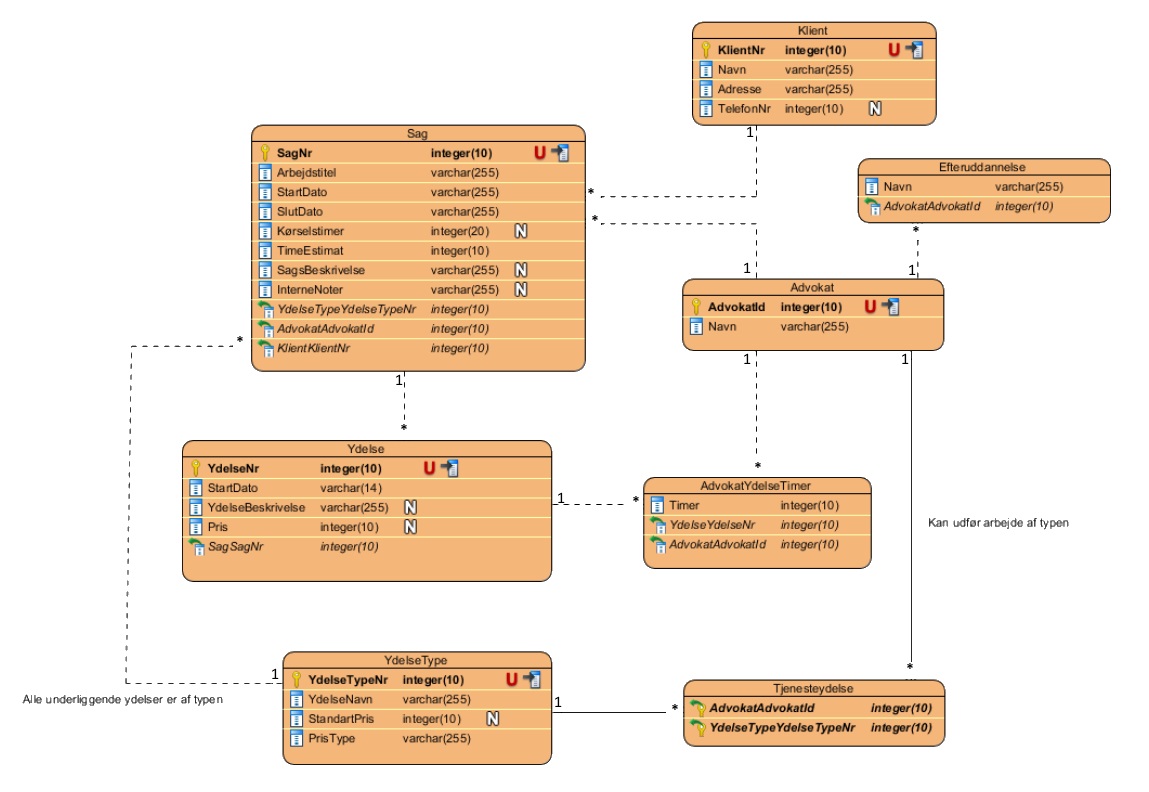 Klient
KlientNr integer(10) U
Navn varchar(255)
Adresse varchar(255)
TelefonNr integer(10) N
1
*
Sag
SagNr integer(10) U
Arbejdstitel varchar(255)
StartDato varchar(255)
SlutDato varchar(255)
Kørselstimer integer(20) N
TimeEstimat integer(10)
SagsBeskrivelse varchar(255) N
InterneNoter varchar(255) N
YdelseTypeYdelseTypeNr integer(10)
AdvokatAdvokatId integer(10)
KlientKlientNr integer(10)
*
1
*
Efteruddannelse
Navn varchar(255)
AdvokatAdvokatId integer(10)
*
1
1
Advokat
AdvokatId integer(10) U
Navn varchar(255)
1
1
*
*
Ydelse
YdelseNr integer(10) U
StartDato varchar(14)
YdelseBeskrivelse varchar(255) N
Pris integer(10) N
SagSagNr integer(10)
1
*
AdvokatYdelseTimer
Timer integer(10)
YdelseYdelseNr integer(10)
AdvokatAdvokatId integer(10)
Kan udfør arbejde af typen
*
YdelseType
YdelseTypeNr integer(10) U
YdelseNavn varchar(255)
StandartPris integer(10) N
PrisType varchar(255)
1
Alle underliggende ydelser er af typen
1
*
Tjenesteydelse
AdvokatAdvokatId integer(10)
YdelseTypeYdelseTypeNr integer(10)